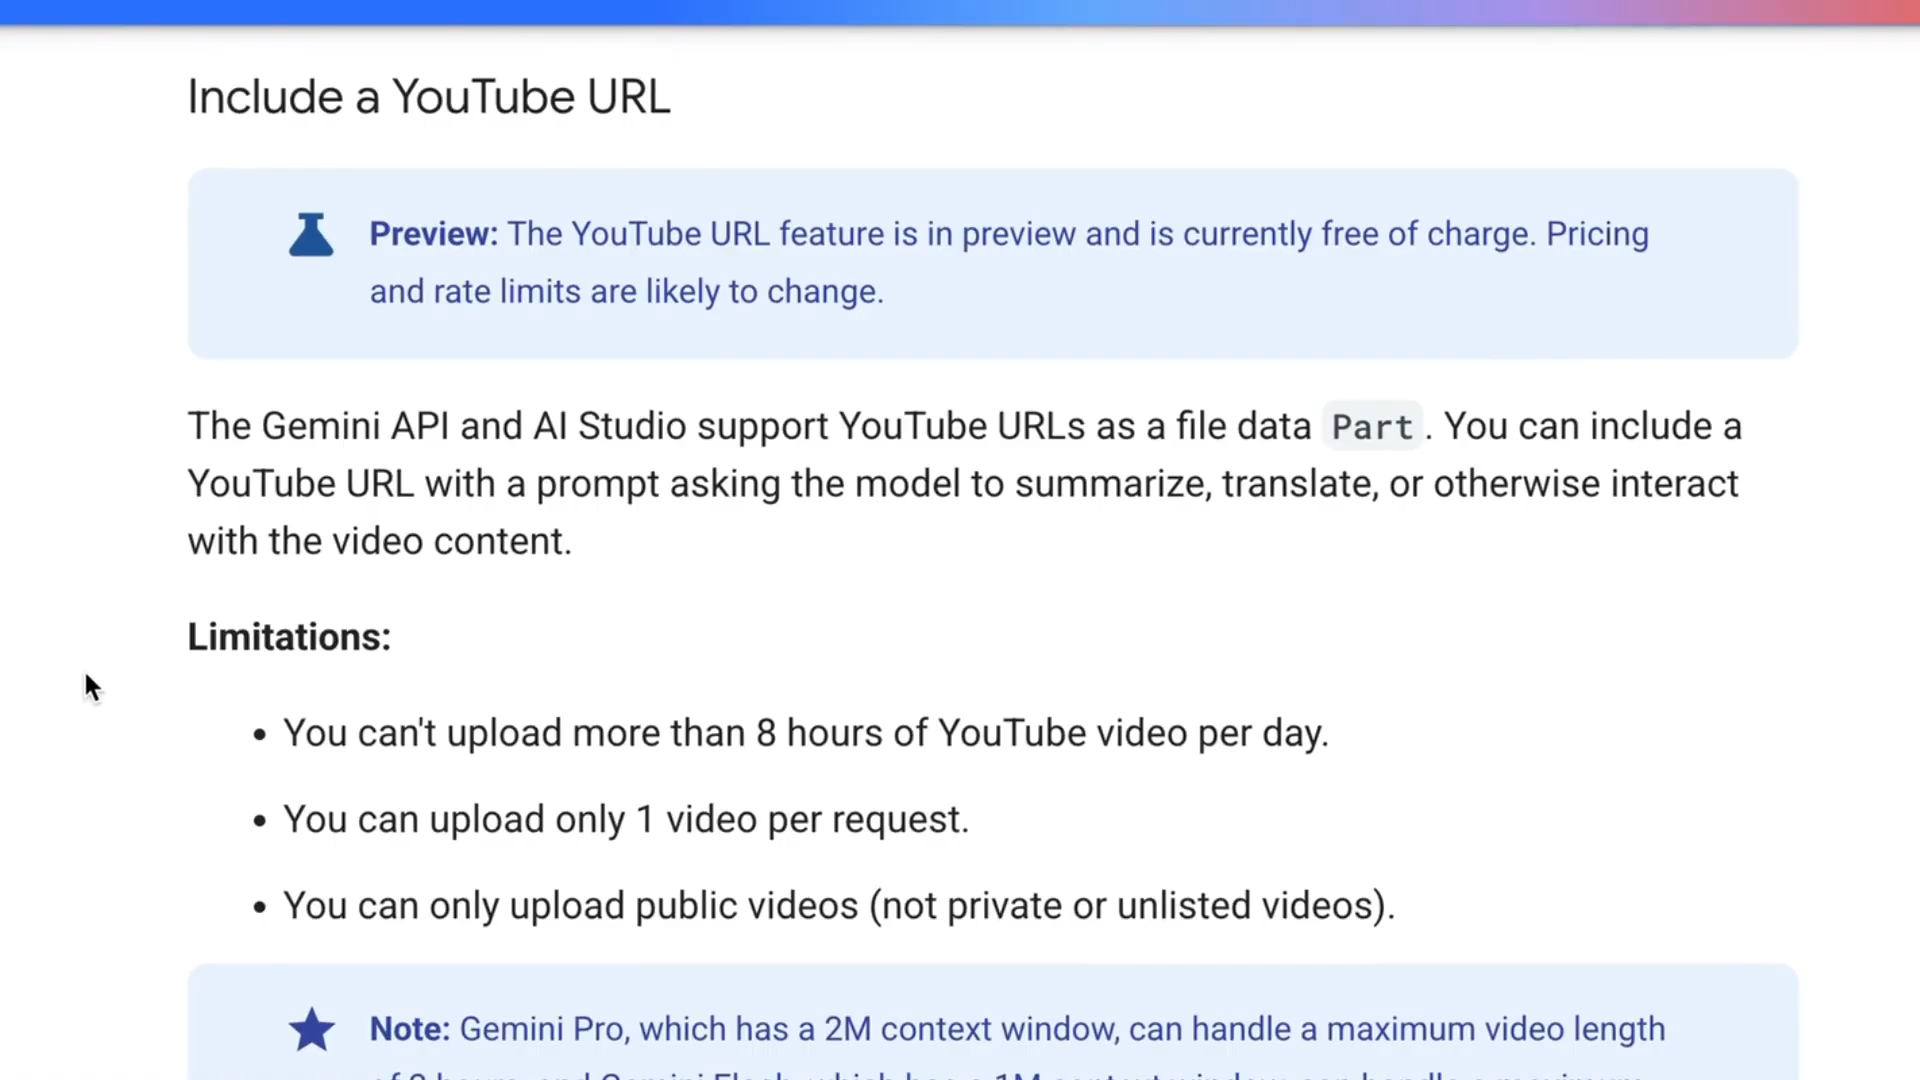 Include a YouTube URL
Preview: The YouTube URL feature is in preview and is currently free of charge. Pricing
and rate limits are likely to change.
The Gemini API and AI Studio support YouTube URLs as a file data Part. You can include a
YouTube URL with a prompt asking the model to summarize, translate, or otherwise interact
with the video content.
Limitations:
• You can't upload more than 8 hours of YouTube video per day.
• You can upload only 1 video per request.
• You can only upload public videos (not private or unlisted videos).
Note: Gemini Pro, which has a 2M context window, can handle a maximum video length